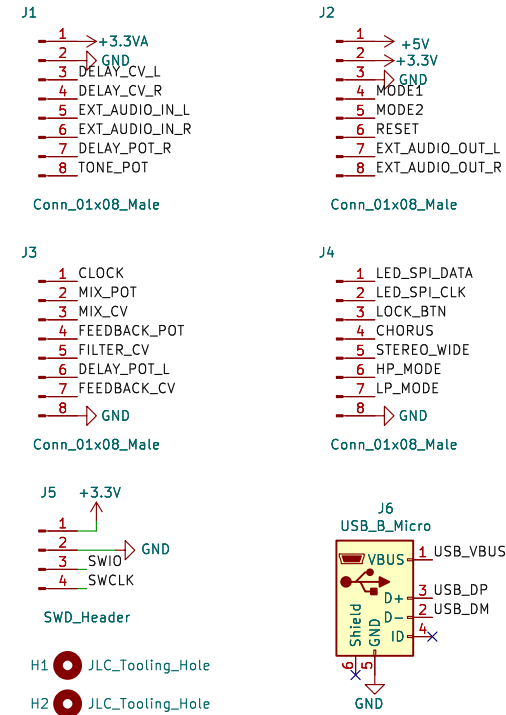 J1
1 +3.3VA
2 GND
3 DELAY_CV_L
4 DELAY_CV_R
5 EXT_AUDIO_IN_L
6 EXT_AUDIO_IN_R
7 DELAY_POT_R
8 TONE_POT
Conn_01x08_Male
J2
1 +5V
2 +3.3V
3 GND
4 MODE1
5 MODE2
6 RESET
7 EXT_AUDIO_OUT_L
8 EXT_AUDIO_OUT_R
Conn_01x08_Male
J3
1 CLOCK
2 MIX_POT
3 MIX_CV
4 FEEDBACK_POT
5 FILTER_CV
6 DELAY_POT_L
7 FEEDBACK_CV
8 GND
Conn_01x08_Male
J4
1 LED_SPI_DATA
2 LED_SPI_CLK
3 LOCK_BTN
4 CHORUS
5 STEREO_WIDE
6 HP_MODE
7 LP_MODE
8 GND
Conn_01x08_Male
J5 +3.3V
1
2 GND
3 SWIO
4 SWCLK
SWD_Header
H1 JLC_Tooling_Hole
H2 JLC_Tooling_Hole
J6
USB_B_Micro
VBUS 1 USB_VBUS
D+ 3 USB_DP
D- 2 USB_DM
ID 4
Shield 6
GND 5
GND